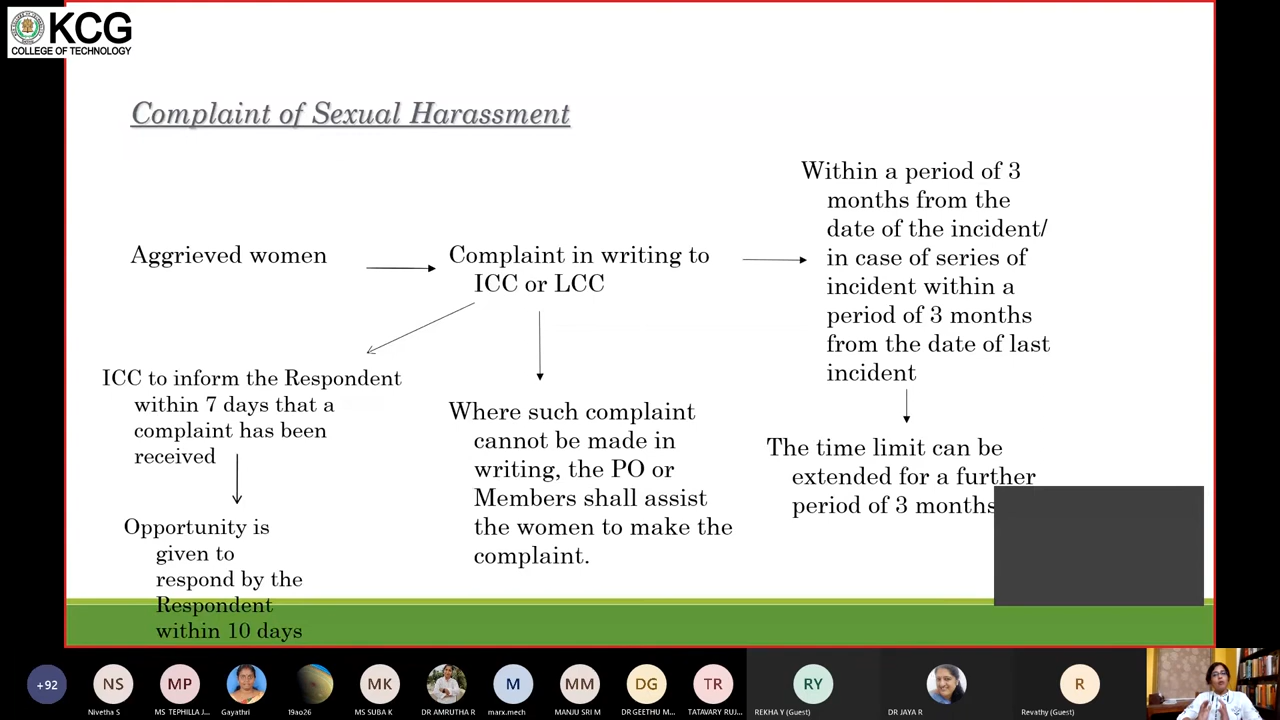 KCG
COLLEGE OF TECHNOLOGY
Complaint of Sexual Harassment
Aggrieved women
Complaint in writing to
ICC or LCC
Within a period of 3
months from the
date of the incident/
in case of series of
incident within a
period of 3 months
from the date of last
incident
ICC to inform the Respondent
within 7 days that a
complaint has been
received
Where such complaint
cannot be made in
writing, the PO or
Members shall assist
the women to make the
complaint.
The time limit can be
extended for a further
period of 3 months
Opportunity is
given to
respond by the
Respondent
within 10 days
+92
NS
MP
MK
M
MM
DG
TR
RY
R
Nivetha S
MS TEPHILLA J...
Gayathri
19ao26
MS SUBA K
DR AMRUTHA R
marx.mech
MANJU SRI M
DR GEETHU M...
TATAVARY RUJ...
REKHA Y (Guest)
DR JAYA R
Revathy (Guest)